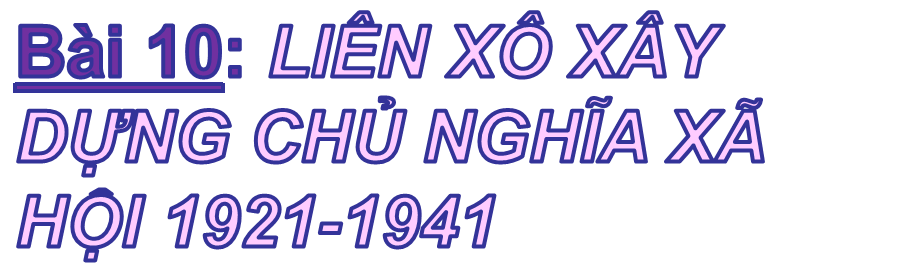 Bài 10: LIÊN XÔ XÂY
DỰNG CHỦ NGHĨA XÃ
HỘI 1921-1941